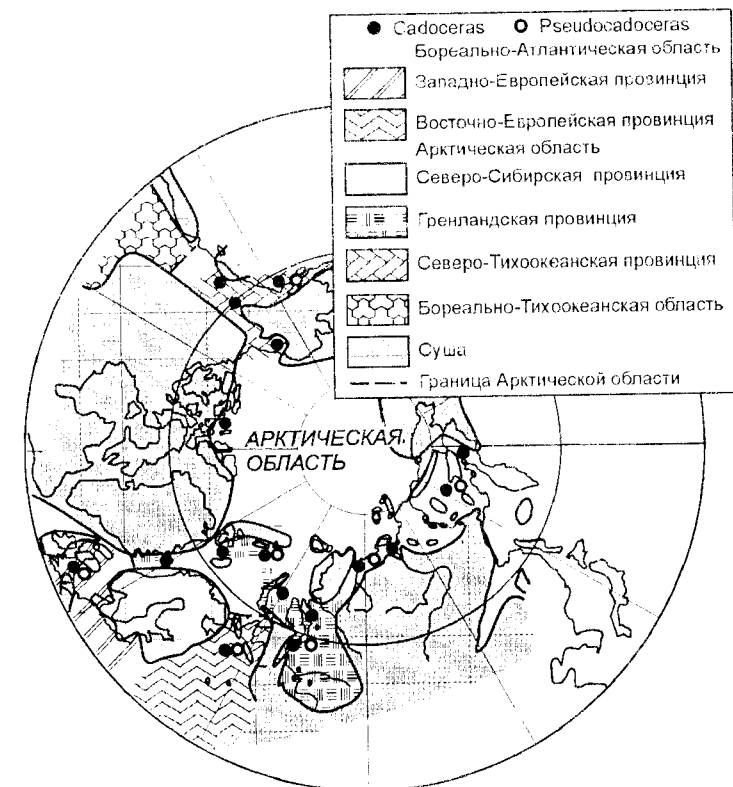 Cadoceras Pseudocadoceras
Бореально-Атлантическая область
Западно-Европейская прозинция
Восточно-Европейская провинция
Арктическая область
Северо-Сибирская провинция
Гренландская провинция
Северо-Тихоокеанская провинция
Бореально-Тихоокеанская область
Суша
Граница Арктической области
АРКТИЧЕСКАЯ
ОБЛАСТЬ